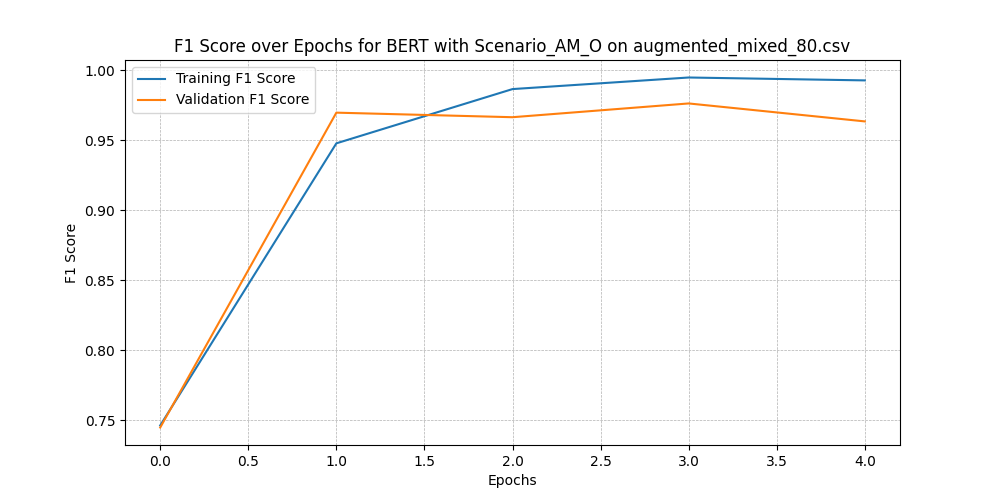 F1 Score over Epochs for BERT with Scenario_AM_O on augmented_mixed_80.csv
Training F1 Score
Validation F1 Score
1.00
0.95
0.90
0.85
0.80
0.75
F1 Score
0.0 0.5 1.0 1.5 2.0 2.5 3.0 3.5 4.0
Epochs